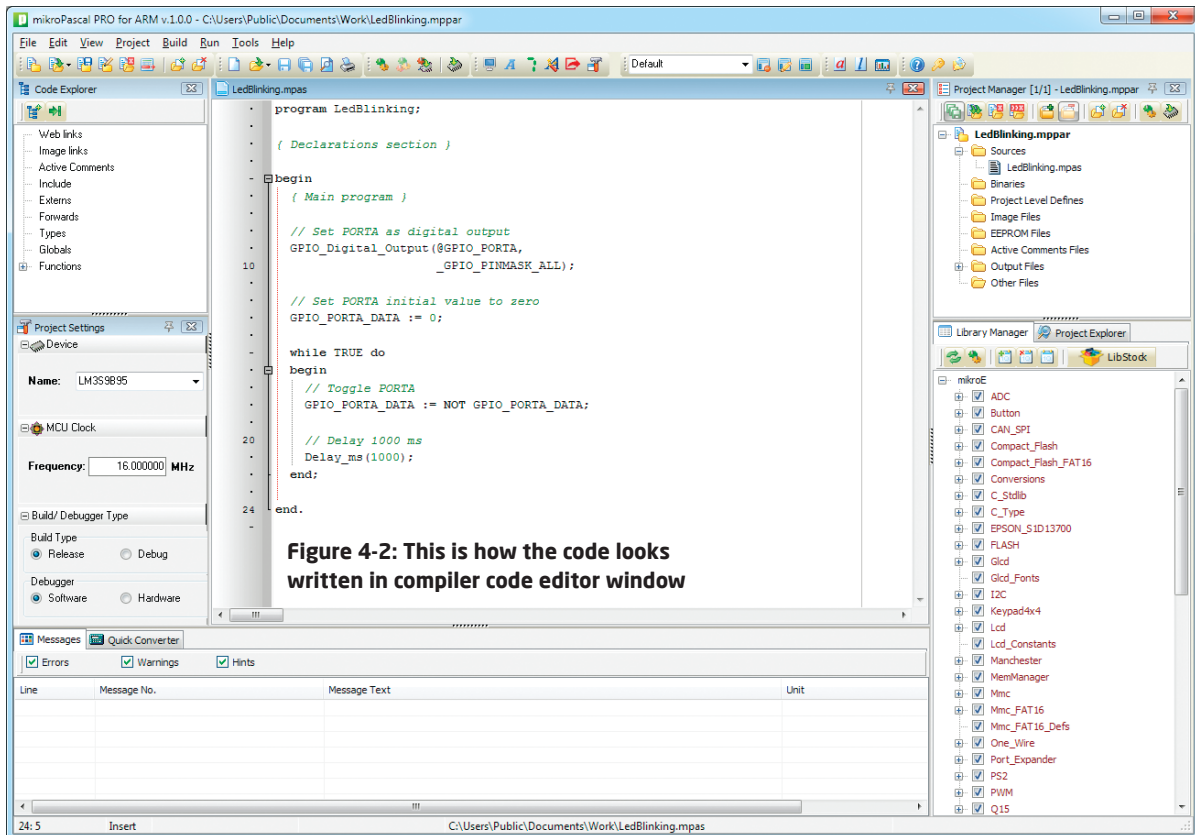 mikroPascal PRO for ARM v.1.0.0 - C:\Users\Public\Documents\Work\LedBlinking.mppar
File Edit View Project Build Run Tools Help
Default
Code Explorer
Web links
Image links
Active Comments
Include
Externs
Forwards
Types
Globals
Functions
Project Settings
Device
Name: LM3S9B95
MCU Clock
Frequency: 16.000000 MHz
Build/ Debugger Type
Build Type
Release Debug
Debugger
Software Hardware
LedBlinking.mpas
program LedBlinking;
{ Declarations section }
begin
{ Main program }
// Set PORTA as digital output
GPIO_Digital_Output(@GPIO_PORTA,
10 _GPIO_PINMASK_ALL);
// Set PORTA initial value to zero
GPIO_PORTA_DATA := 0;
while TRUE do
begin
// Toggle PORTA
GPIO_PORTA_DATA := NOT GPIO_PORTA_DATA;
20 // Delay 1000 ms
Delay_ms(1000);
end;
24 end.
Figure 4-2: This is how the code looks
written in compiler code editor window
Project Manager [1/1] - LedBlinking.mppar
LedBlinking.mppar
Sources
LedBlinking.mpas
Binaries
Project Level Defines
Image Files
EEPROM Files
Active Comments Files
Output Files
Other Files
Library Manager Project Explorer
LibStock
mikroE
ADC
Button
CAN_SPI
Compact_Flash
Compact_Flash_FAT16
Conversions
C_Stdlib
C_Type
EPSON_S1D13700
FLASH
Glcd
Glcd_Fonts
I2C
Keypad4x4
Lcd
Lcd_Constants
Manchester
MemManager
Mmc
Mmc_FAT16
Mmc_FAT16_Defs
One_Wire
Port_Expander
PS2
PWM
Q15
Messages Quick Converter
Errors Warnings Hints
Line Message No. Message Text Unit
24: 5 Insert C:\Users\Public\Documents\Work\LedBlinking.mpas